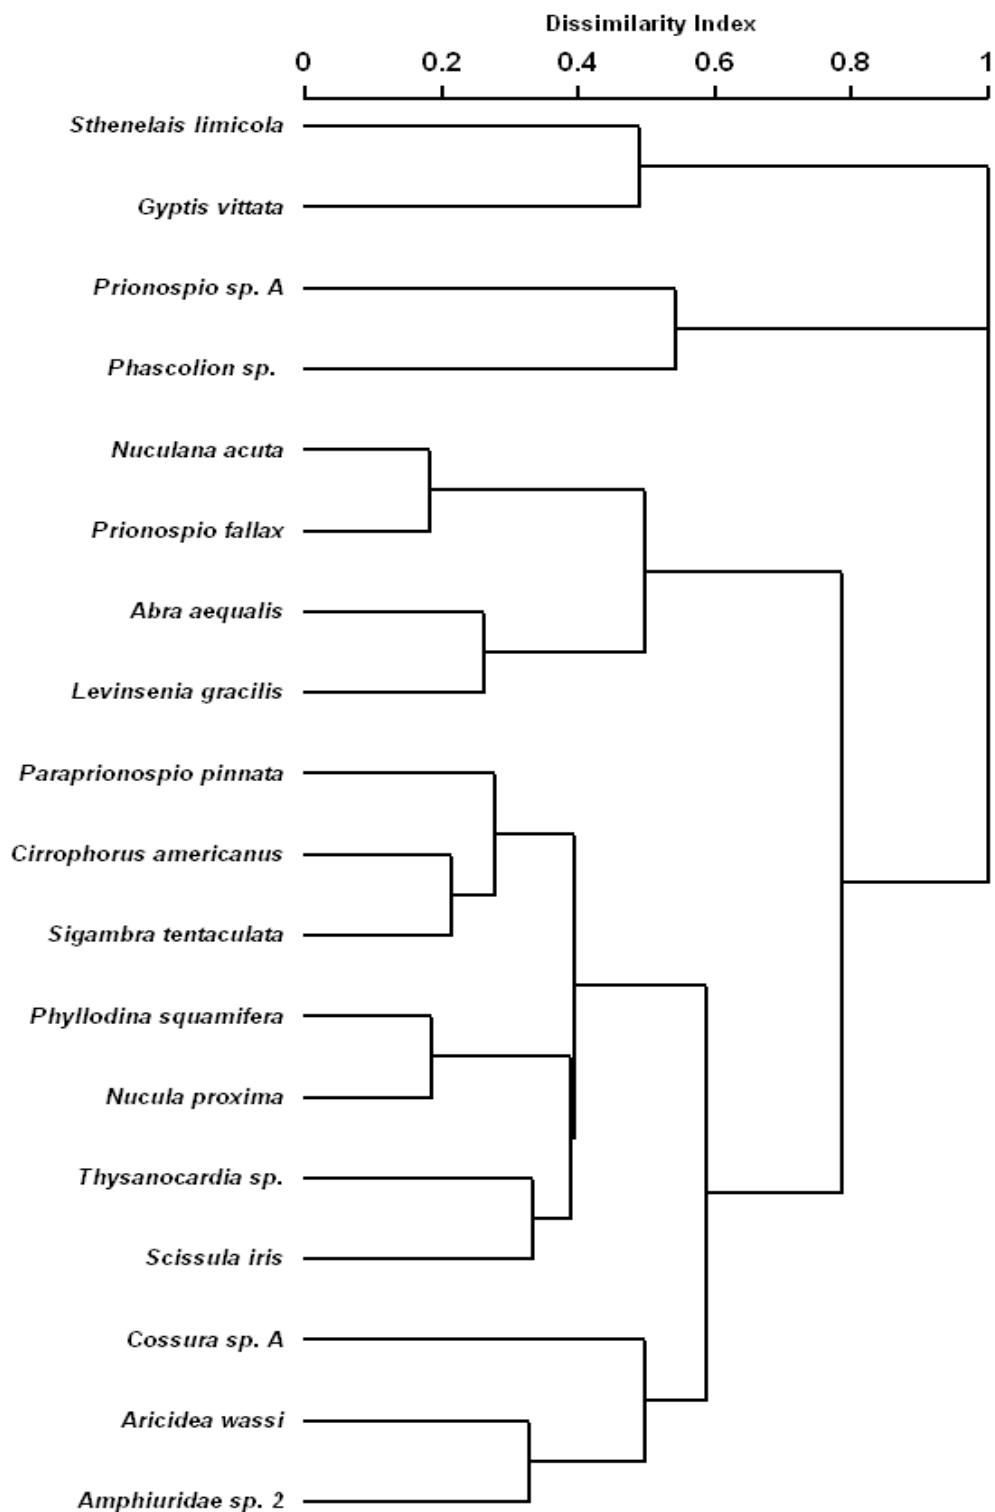 Dissimilarity Index
0 0.2 0.4 0.6 0.8 1
Sthenelais limicola
Gyptis vittata
Prionospio sp. A
Phascolion sp.
Nuculana acuta
Prionospio fallax
Abra aequalis
Levinsenia gracilis
Paraprionospio pinnata
Cirrophorus americanus
Sigambra tentaculata
Phyllodina squamifera
Nucula proxima
Thysanocardia sp.
Scissula iris
Cossura sp. A
Aricidea wassi
Amphiuridae sp. 2